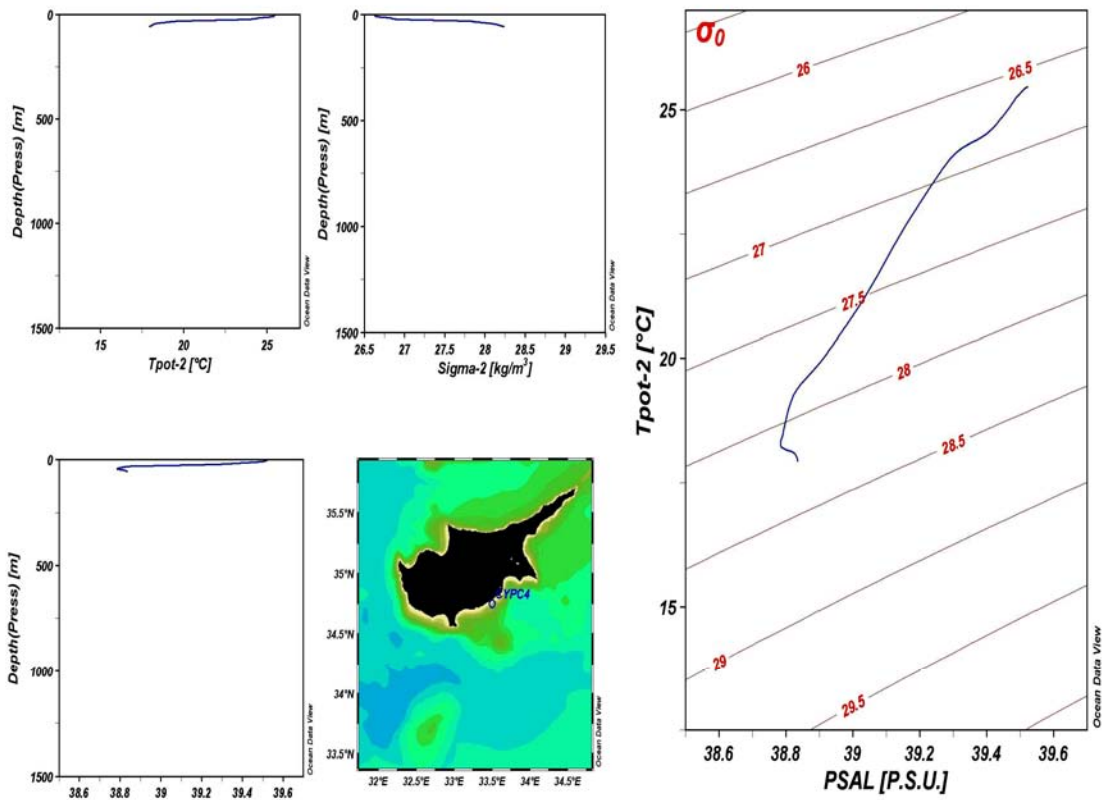 0
500
1000
1500
Depth(Press) [m]
15
20
25
Tpot-2 [°C]
Ocean Data View
0
500
1000
1500
Depth(Press) [m]
26.5
27
27.5
28
28.5
29
29.5
Sigma-2 [kg/m³]
Ocean Data View
σ₀
26
26.5
27
27.5
28
28.5
29
29.5
25
20
15
Tpot-2 [°C]
38.6
38.8
39
39.2
39.4
39.6
PSAL [P.S.U.]
Ocean Data View
0
500
1000
1500
Depth(Press) [m]
38.6
38.8
39
39.2
39.4
39.6
Ocean Data View
35.5°N
35°N
34.5°N
34°N
33.5°N
32°E
32.5°E
33°E
33.5°E
34°E
34.5°E
Ocean Data View